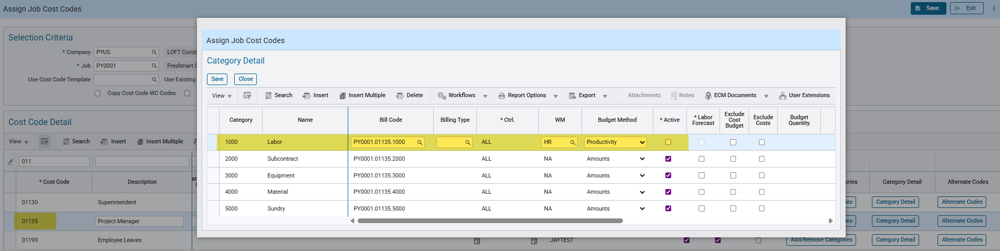 Assign Job Cost Codes
Save Exit
Selection Criteria
* Company PYUS LOFT Const
* Job PY0001 Freshmart G
Use Cost Code Template Use Existing
Copy Cost Code WC Codes
Cost Code Detail
View Search Insert Insert Multiple
011
* Cost Code Description
01130 Superintendent
01135 Project Manager
01199 Employee Leaves
JAYTEST
Assign Job Cost Codes
Category Detail
Save Close
View Search Insert Insert Multiple Delete Workflows Report Options Export Attachments Notes ECM Documents User Extensions
Category Name Bill Code Billing Type * Ctrl. WM Budget Method * Active * Labor Forecast Exclude Cost Budget Exclude Costs Budget Quantity
1000 Labor PY0001.01135.1000 ALL HR Productivity
2000 Subcontract PY0001.01135.2000 ALL NA Amounts
3000 Equipment PY0001.01135.3000 ALL NA Amounts
4000 Material PY0001.01135.4000 ALL NA Amounts
5000 Sundry PY0001.01135.5000 ALL NA Amounts
ories Category Detail Alternate Codes
ies Category Detail Alternate Codes
ies Category Detail Alternate Codes
Add/Remove Categories Category Detail Alternate Codes